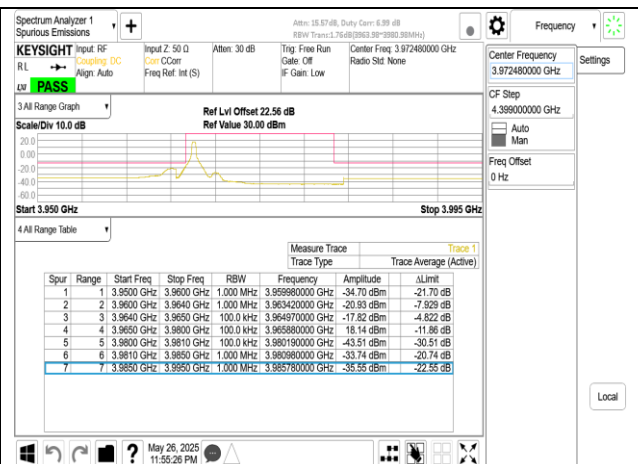 Spectrum Analyzer 1
Spurious Emissions
Attn: 15.57dB, Duty Corr: 6.99 dB
RBW Tranc:1.76dB(3963.98~3980.98MHz)
Frequency
KEYSIGHT
RL
Input: RF
Coupling: DC
Align: Auto
Input Z: 50 Ω
Corr CCorr
Freq Ref: Int (S)
Atten: 30 dB
Trig: Free Run
Gate: Off
IF Gain: Low
Center Freq: 3.972480000 GHz
Radio Std: None
PASS
Center Frequency
3.972480000 GHz
Settings
CF Step
4.399000000 GHz
Auto
Man
Freq Offset
0 Hz
3 All Range Graph
Scale/Div 10.0 dB
Ref Lvl Offset 22.56 dB
Ref Value 30.00 dBm
20.0
0.00
-20.0
-40.0
-60.0
Start 3.950 GHz
Stop 3.995 GHz
4 All Range Table
Measure Trace Trace 1
Trace Type Trace Average (Active)
Spur Range Start Freq Stop Freq RBW Frequency Amplitude ΔLimit
1 1 3.9500 GHz 3.9600 GHz 1.000 MHz 3.959980000 GHz -34.70 dBm -21.70 dB
2 2 3.9600 GHz 3.9640 GHz 1.000 MHz 3.963420000 GHz -20.93 dBm -7.929 dB
3 3 3.9640 GHz 3.9650 GHz 100.0 kHz 3.964970000 GHz -17.82 dBm -4.822 dB
4 4 3.9650 GHz 3.9800 GHz 100.0 kHz 3.965880000 GHz 18.14 dBm -11.86 dB
5 5 3.9800 GHz 3.9810 GHz 100.0 kHz 3.980190000 GHz -43.51 dBm -30.51 dB
6 6 3.9810 GHz 3.9850 GHz 1.000 MHz 3.980980000 GHz -33.74 dBm -20.74 dB
7 7 3.9850 GHz 3.9950 GHz 1.000 MHz 3.985780000 GHz -35.55 dBm -22.55 dB
Local
May 26, 2025
11:55:26 PM